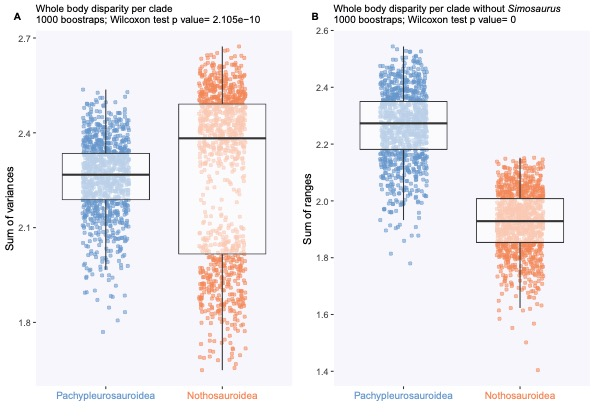 A
Whole body disparity per clade
1000 boostraps; Wilcoxon test p value= 2.105e−10
Sum of variances
2.7
2.4
2.1
1.8
Pachypleurosauroidea
Nothosauroidea
B
Whole body disparity per clade without Simosaurus
1000 boostraps; Wilcoxon test p value= 0
Sum of ranges
2.6
2.4
2.2
2.0
1.8
1.6
1.4
Pachypleurosauroidea
Nothosauroidea